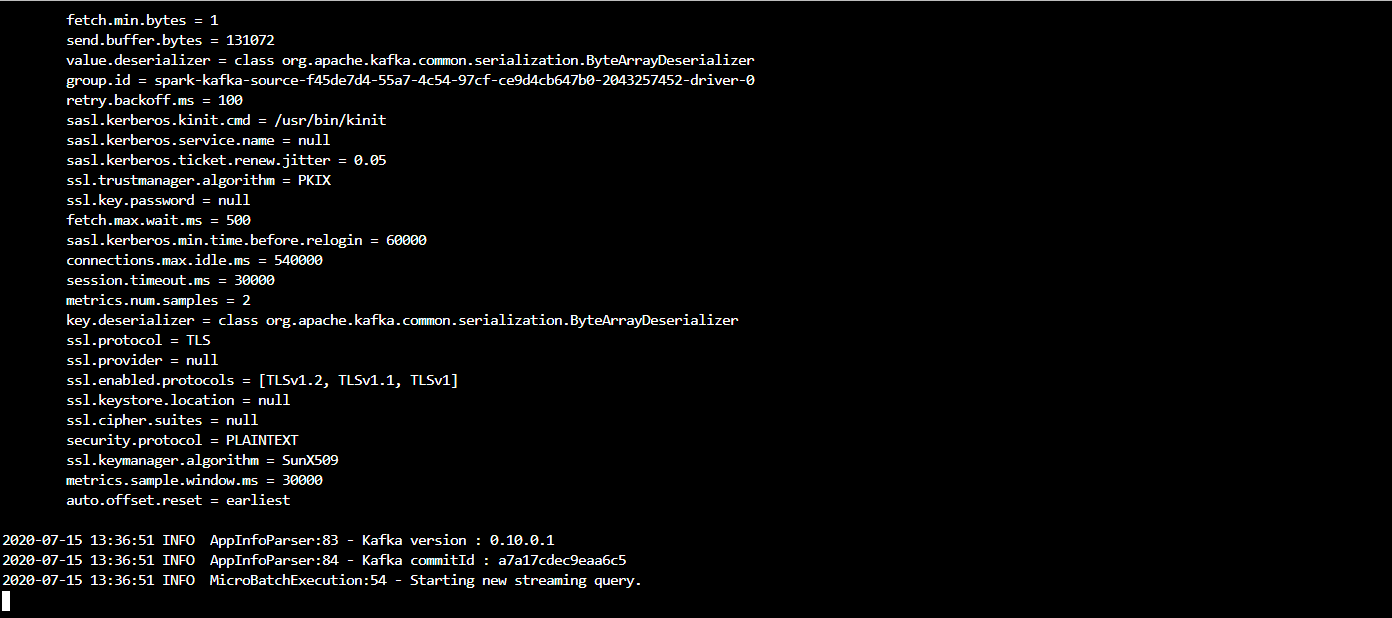 fetch.min.bytes = 1
send.buffer.bytes = 131072
value.deserializer = class org.apache.kafka.common.serialization.ByteArrayDeserializer
group.id = spark-kafka-source-f45de7d4-55a7-4c54-97cf-ce9d4cb647b0-2043257452-driver-0
retry.backoff.ms = 100
sasl.kerberos.kinit.cmd = /usr/bin/kinit
sasl.kerberos.service.name = null
sasl.kerberos.ticket.renew.jitter = 0.05
ssl.trustmanager.algorithm = PKIX
ssl.key.password = null
fetch.max.wait.ms = 500
sasl.kerberos.min.time.before.relogin = 60000
connections.max.idle.ms = 540000
session.timeout.ms = 30000
metrics.num.samples = 2
key.deserializer = class org.apache.kafka.common.serialization.ByteArrayDeserializer
ssl.protocol = TLS
ssl.provider = null
ssl.enabled.protocols = [TLSv1.2, TLSv1.1, TLSv1]
ssl.keystore.location = null
ssl.cipher.suites = null
security.protocol = PLAINTEXT
ssl.keymanager.algorithm = SunX509
metrics.sample.window.ms = 30000
auto.offset.reset = earliest
2020-07-15 13:36:51 INFO  AppInfoParser:83 - Kafka version : 0.10.0.1
2020-07-15 13:36:51 INFO  AppInfoParser:84 - Kafka commitId : a7a17cdec9eaa6c5
2020-07-15 13:36:51 INFO  MicroBatchExecution:54 - Starting new streaming query.